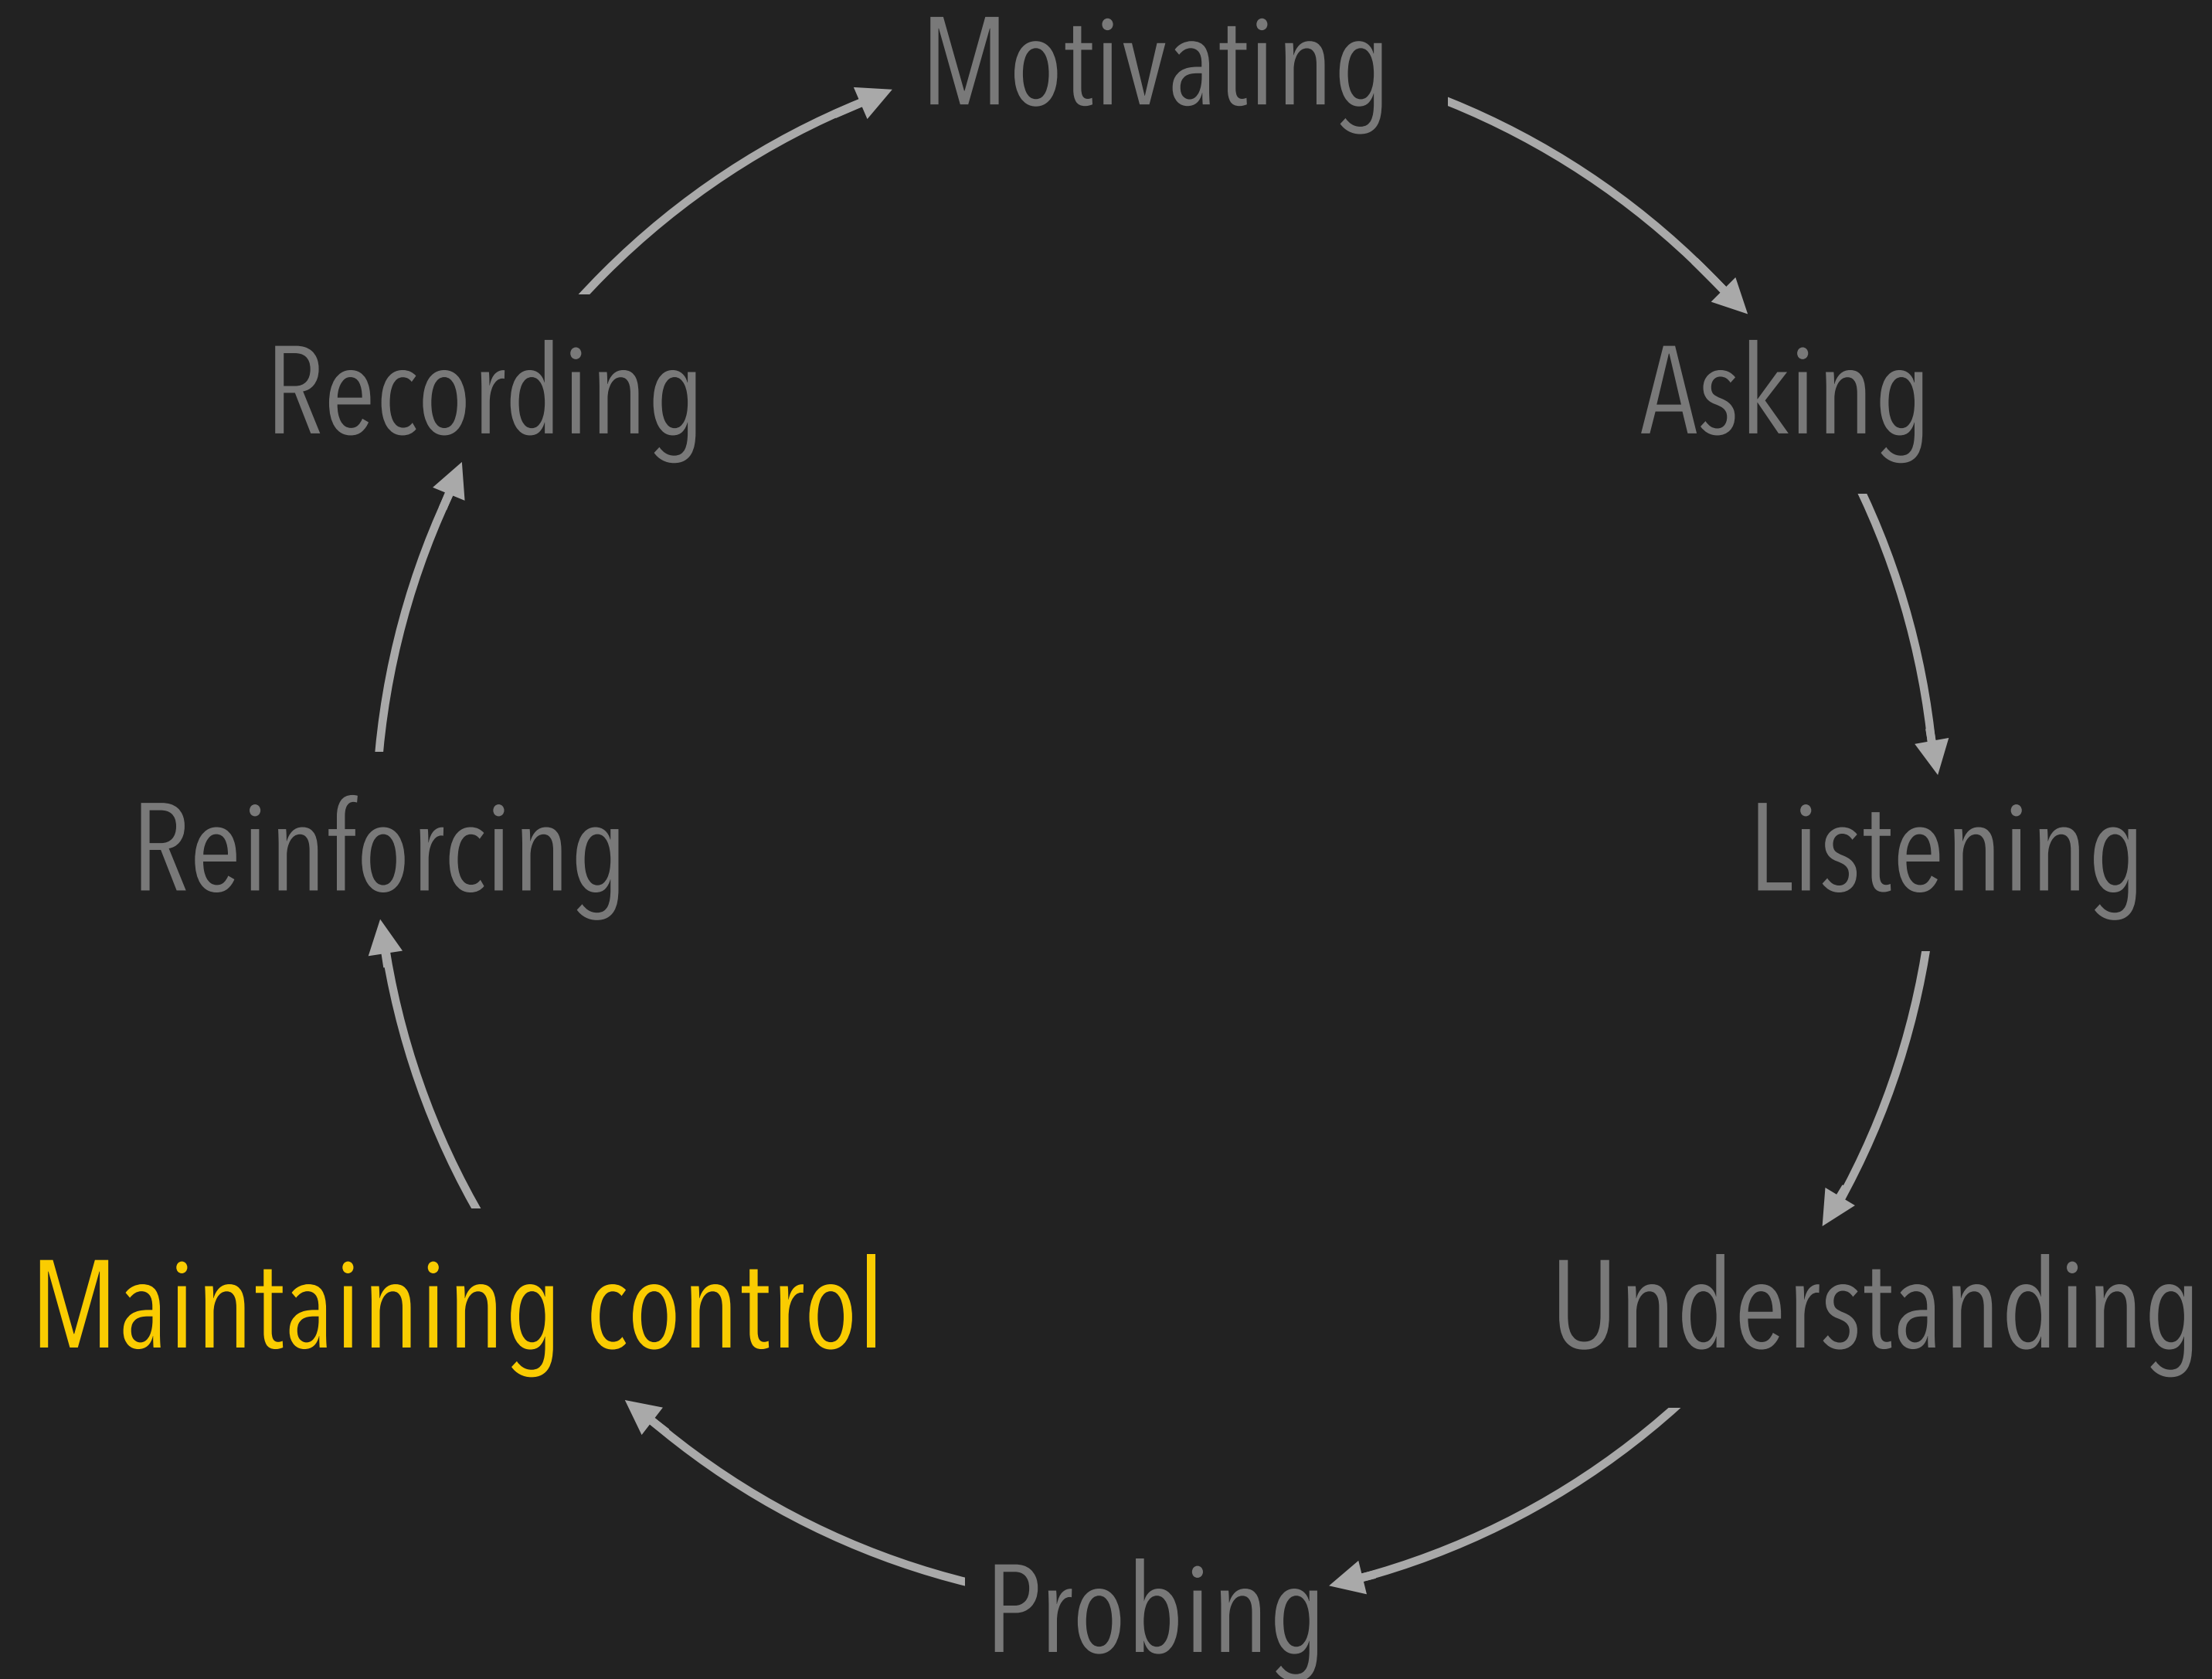 Motivating
Recording
Asking
Reinforcing
Listening
Maintaining control
Understanding
Probing